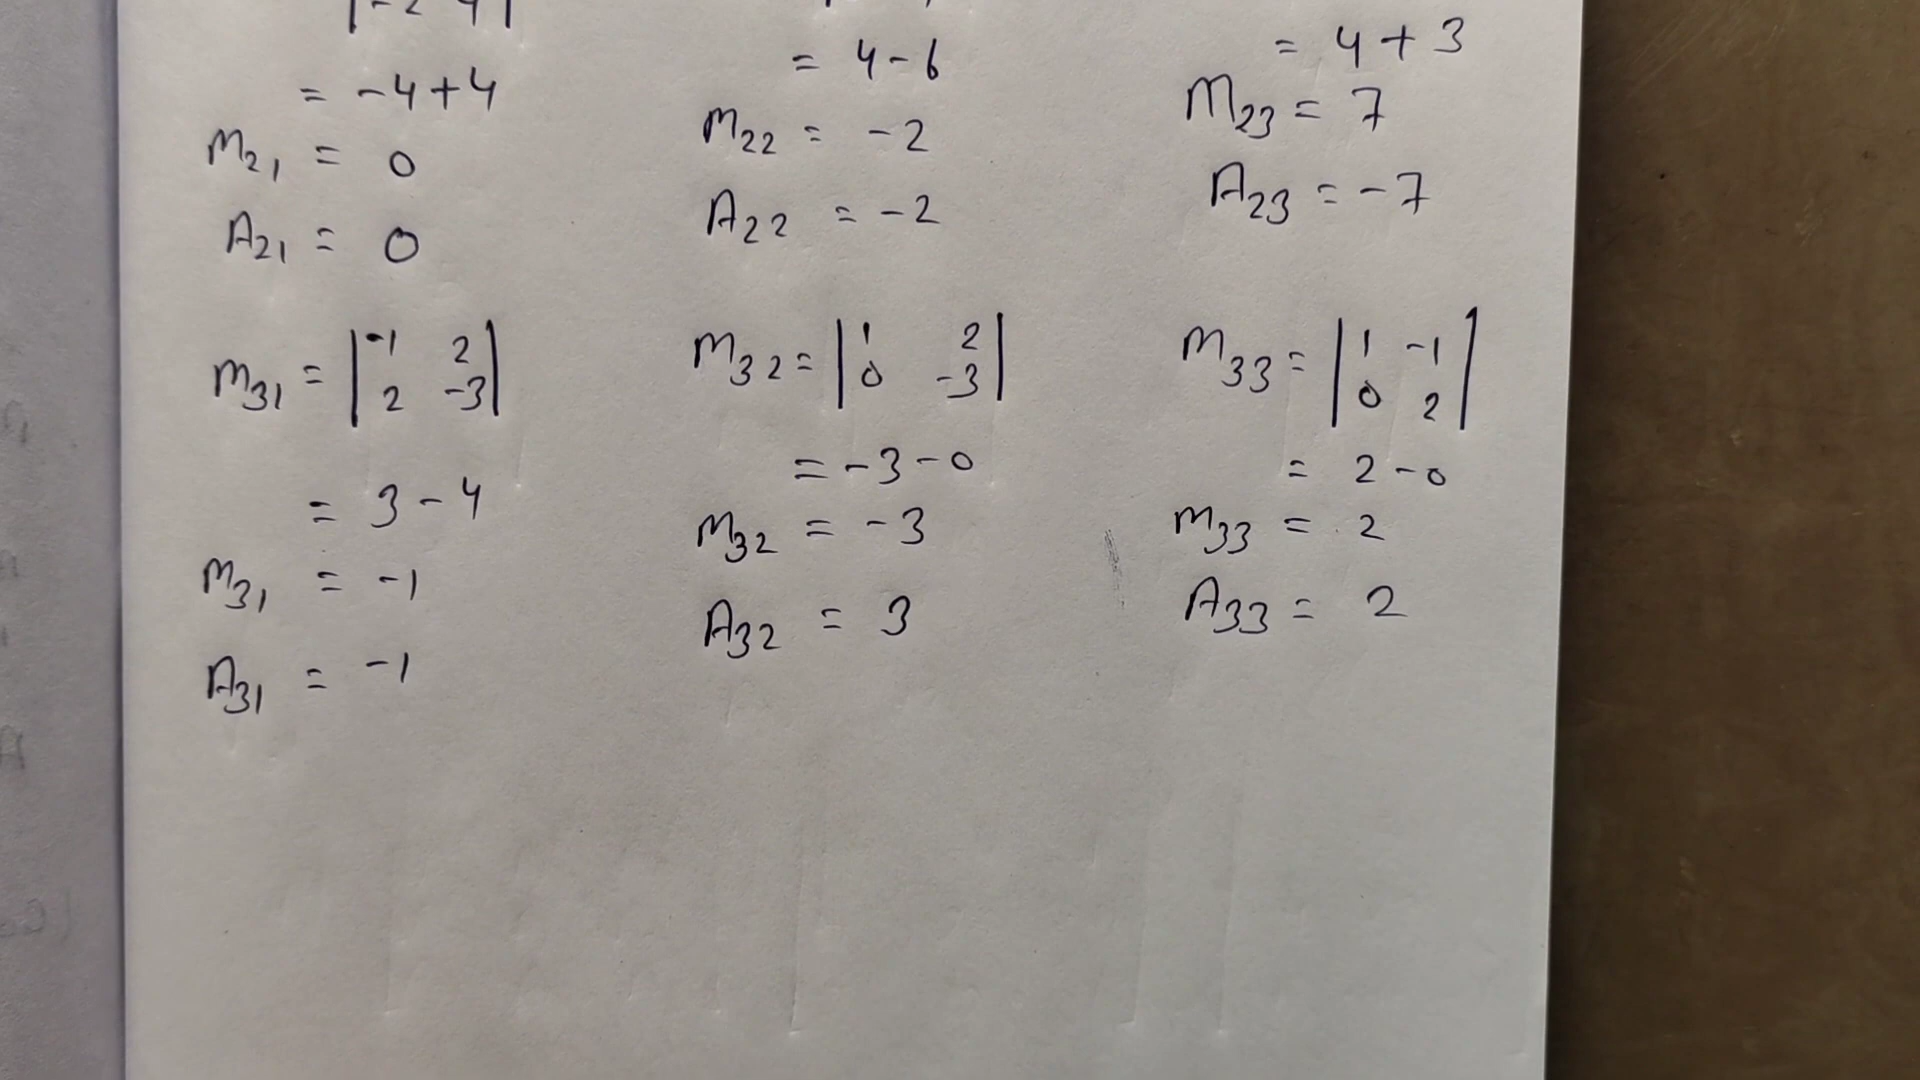 |-2 4|
= -4+4
M21 = 0
A21 = 0
= 4-6
M22 = -2
A22 = -2
= 4+3
M23 = 7
A23 = -7
M31 = |-1 2|
|2 -3|
= 3-4
M31 = -1
A31 = -1
M32 = |1 2|
|0 -3|
= -3-0
M32 = -3
A32 = 3
M33 = |1 -1|
|0 2|
= 2-0
M33 = 2
A33 = 2